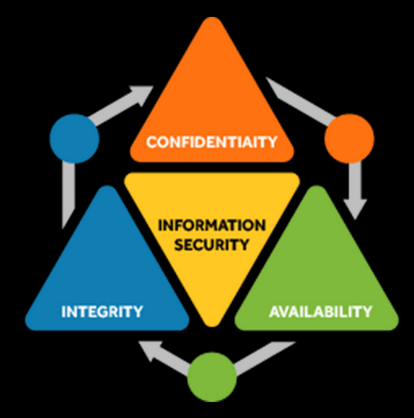 CONFIDENTIAITY
INFORMATION
SECURITY
INTEGRITY
AVAILABILITY